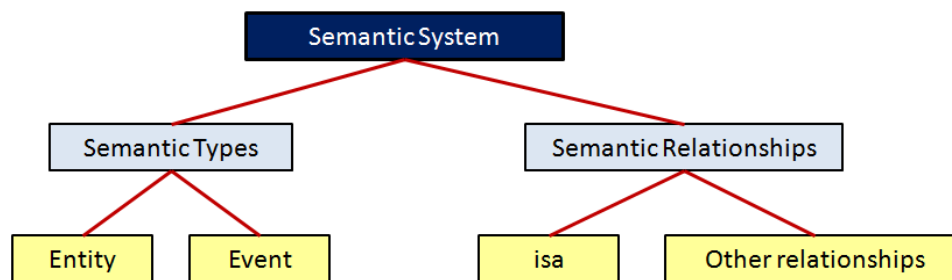 Semantic System
Semantic Types
Semantic Relationships
Entity
Event
isa
Other relationships